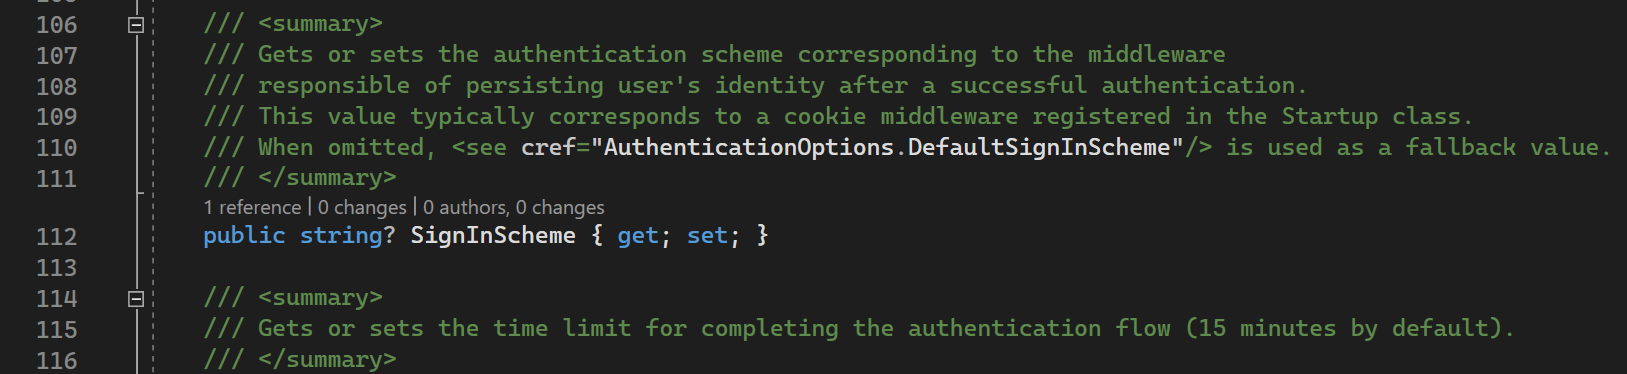 106 /// <summary>
107 /// Gets or sets the authentication scheme corresponding to the middleware
108 /// responsible of persisting user's identity after a successful authentication.
109 /// This value typically corresponds to a cookie middleware registered in the Startup class.
110 /// When omitted, <see cref="AuthenticationOptions.DefaultSignInScheme"/> is used as a fallback value.
111 /// </summary>
1 reference | 0 changes | 0 authors, 0 changes
112 public string? SignInScheme { get; set; }
113
114 /// <summary>
115 /// Gets or sets the time limit for completing the authentication flow (15 minutes by default).
116 /// </summary>